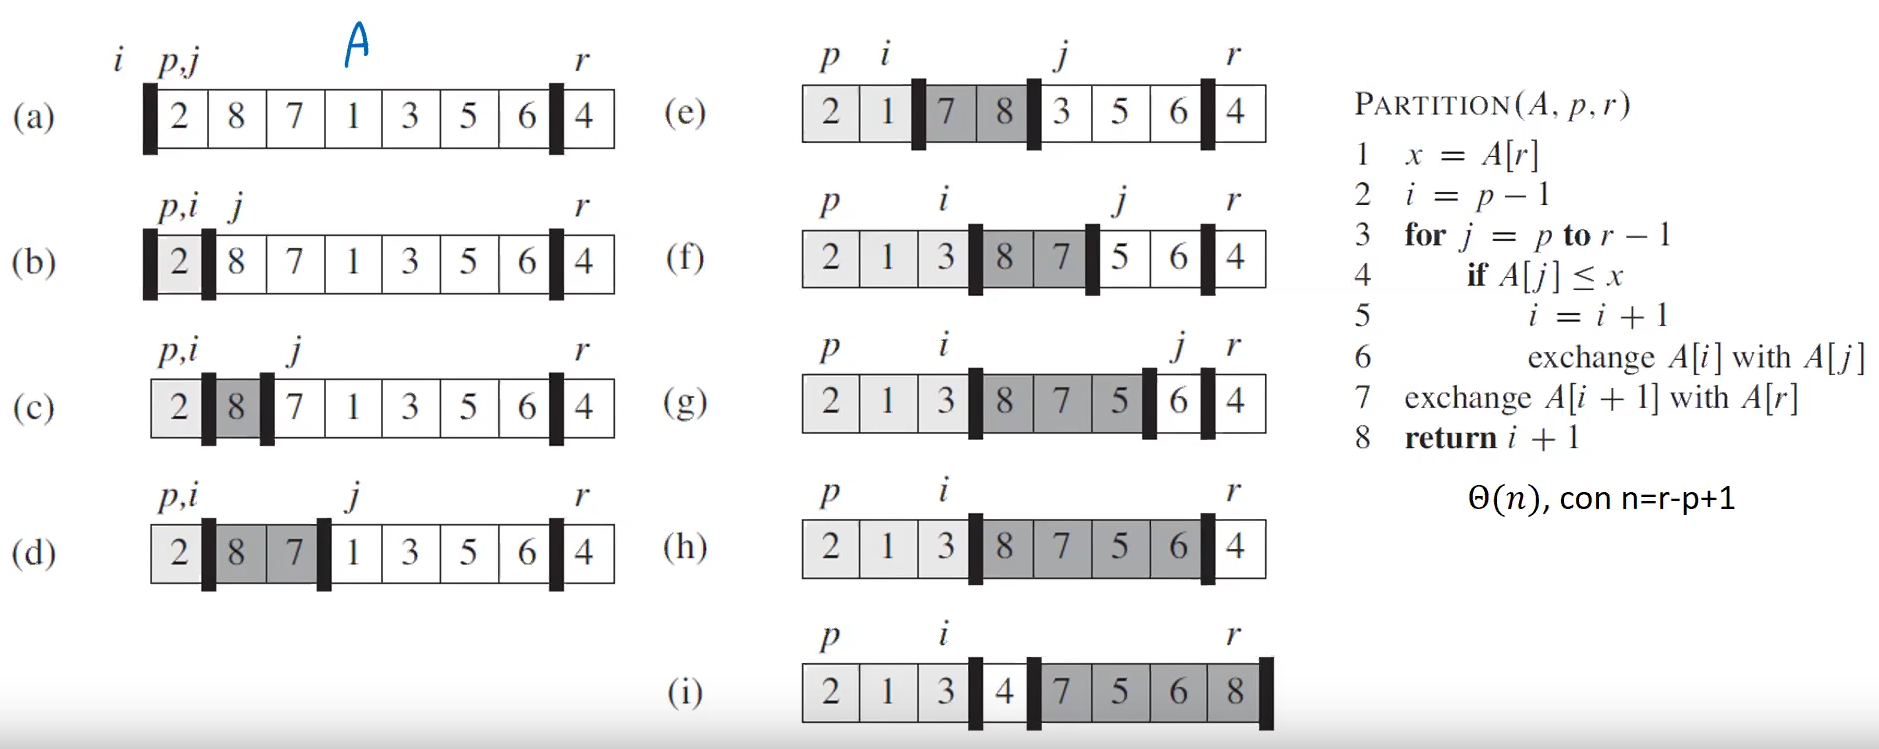 A
i p,j r
(a) 2 8 7 1 3 5 6 4
p,i j r
(b) 2 8 7 1 3 5 6 4
p,i j r
(c) 2 8 7 1 3 5 6 4
p,i j r
(d) 2 8 7 1 3 5 6 4
p i j r
(e) 2 1 7 8 3 5 6 4
p i j r
(f) 2 1 3 8 7 5 6 4
p i j r
(g) 2 1 3 8 7 5 6 4
p i r
(h) 2 1 3 8 7 5 6 4
p i r
(i) 2 1 3 4 7 5 6 8
PARTITION(A, p, r)
1 x = A[r]
2 i = p − 1
3 for j = p to r − 1
4 if A[j] ≤ x
5 i = i + 1
6 exchange A[i] with A[j]
7 exchange A[i + 1] with A[r]
8 return i + 1
Θ(n), con n=r-p+1